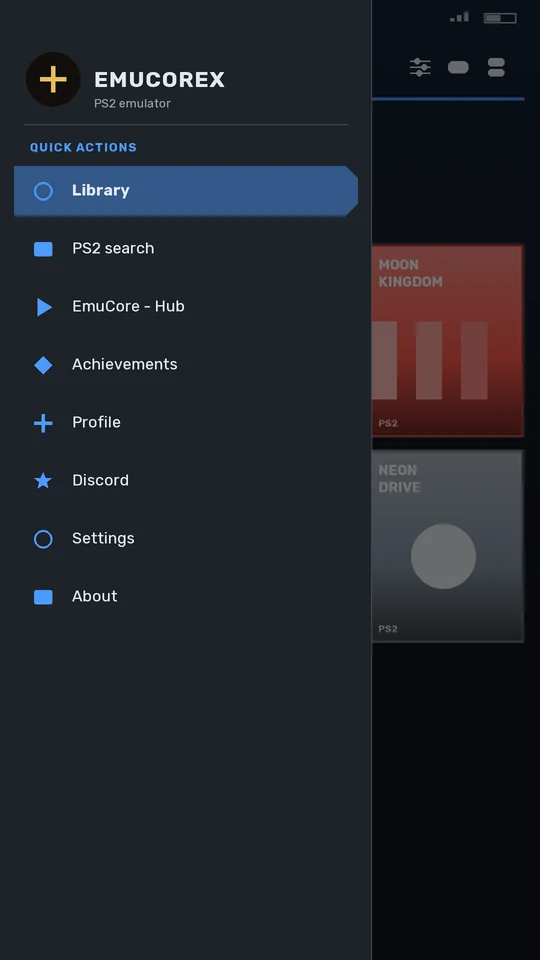 EMUCOREX
PS2 emulator
QUICK ACTIONS
Library
PS2 search
EmuCore - Hub
Achievements
Profile
Discord
Settings
About
MOON
KINGDOM
PS2
NEON
DRIVE
PS2